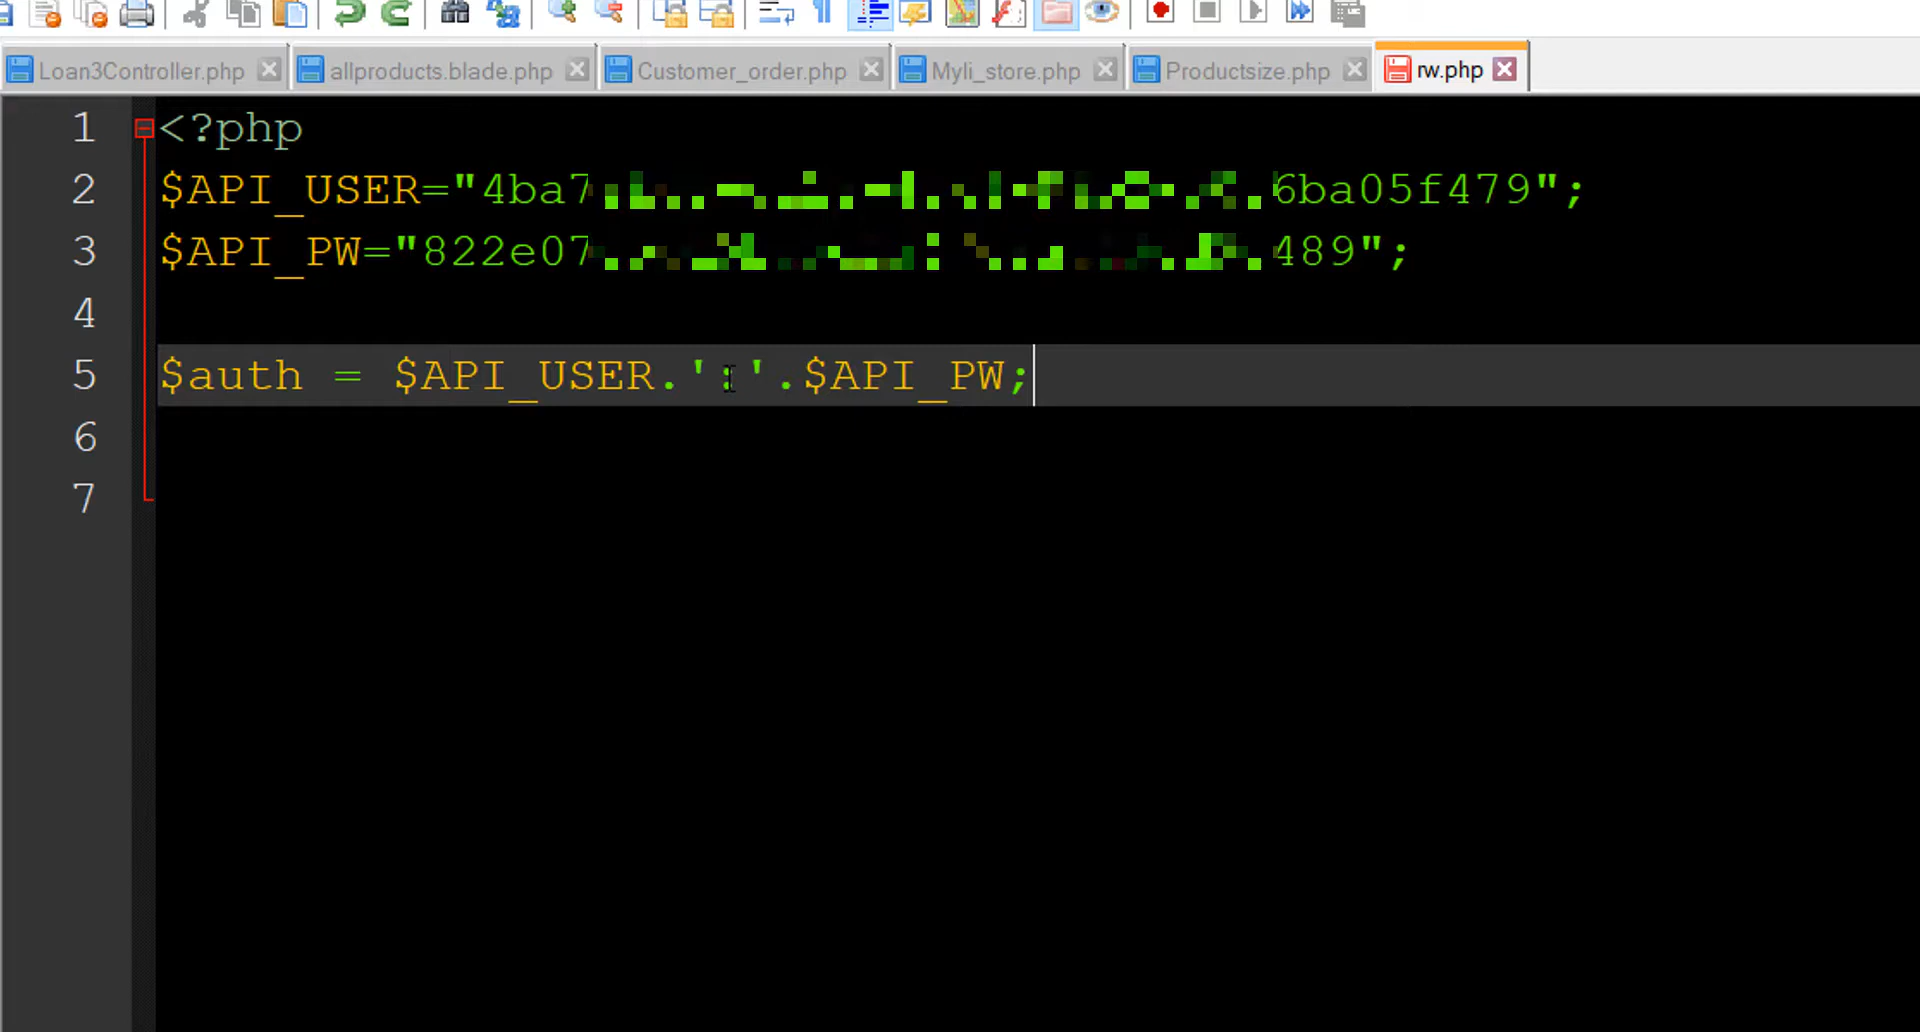 Loan3Controller.php allproducts.blade.php Customer_order.php Myli_store.php Productsize.php rw.php
1 <?php
2 $API_USER="4ba7 6ba05f479";
3 $API_PW="822e07 489";
4
5 $auth = $API_USER.':'.$API_PW;
6
7